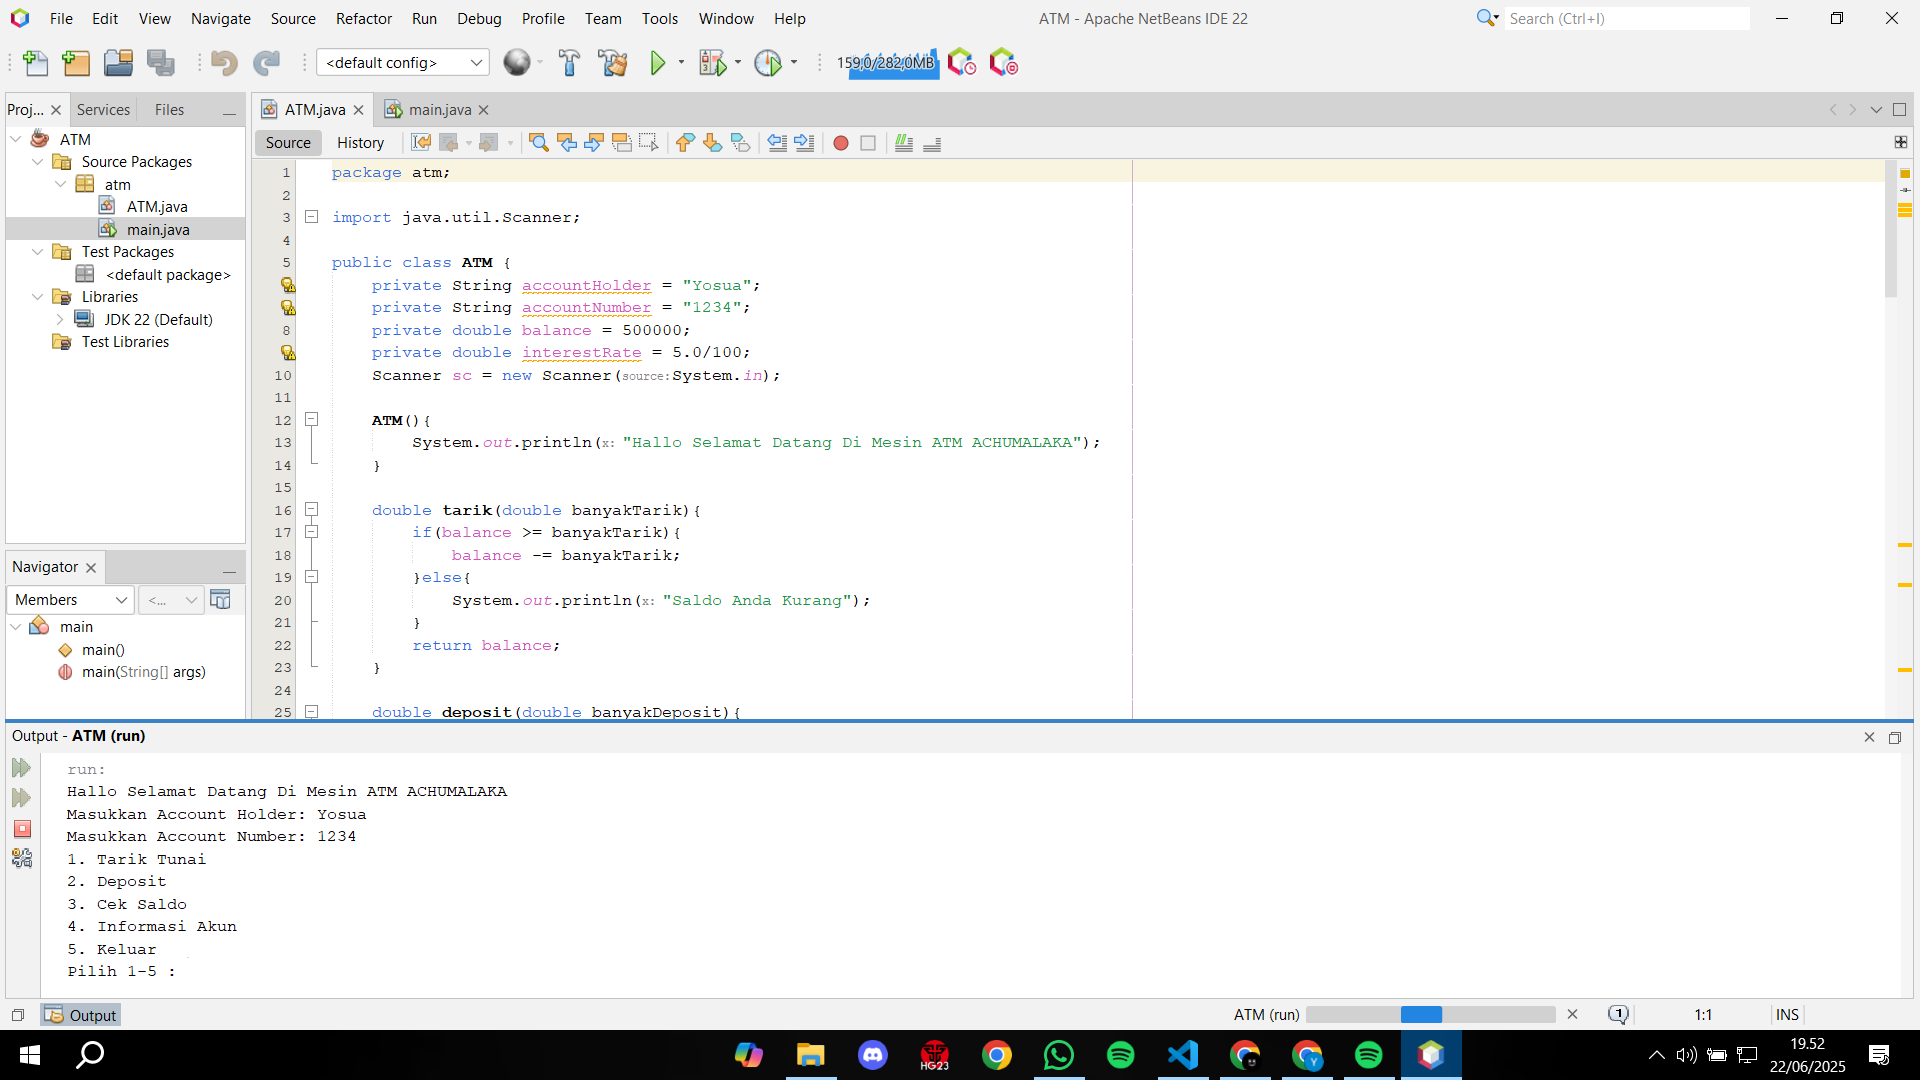 File Edit View Navigate Source Refactor Run Debug Profile Team Tools Window Help
ATM - Apache NetBeans IDE 22
Search (Ctrl+I)
<default config>
159,0/282,0MB
Proj... Services Files
ATM
Source Packages
atm
ATM.java
main.java
Test Packages
<default package>
Libraries
JDK 22 (Default)
Test Libraries
Navigator
Members <...
main
main()
main(String[] args)
ATM.java main.java
Source History
1 package atm;
2
3 import java.util.Scanner;
4
5 public class ATM {
private String accountHolder = "Yosua";
private String accountNumber = "1234";
8 private double balance = 500000;
private double interestRate = 5.0/100;
10 Scanner sc = new Scanner(source:System.in);
11
12 ATM(){
13 System.out.println(x: "Hallo Selamat Datang Di Mesin ATM ACHUMALAKA");
14 }
15
16 double tarik(double banyakTarik){
17 if(balance >= banyakTarik){
18 balance -= banyakTarik;
19 }else{
20 System.out.println(x: "Saldo Anda Kurang");
21 }
22 return balance;
23 }
24
25 double deposit(double banyakDeposit){
Output - ATM (run)
run:
Hallo Selamat Datang Di Mesin ATM ACHUMALAKA
Masukkan Account Holder: Yosua
Masukkan Account Number: 1234
1. Tarik Tunai
2. Deposit
3. Cek Saldo
4. Informasi Akun
5. Keluar
Pilih 1-5 :
Output
ATM (run)
1
1:1
INS
HG23
Y
19.52
22/06/2025